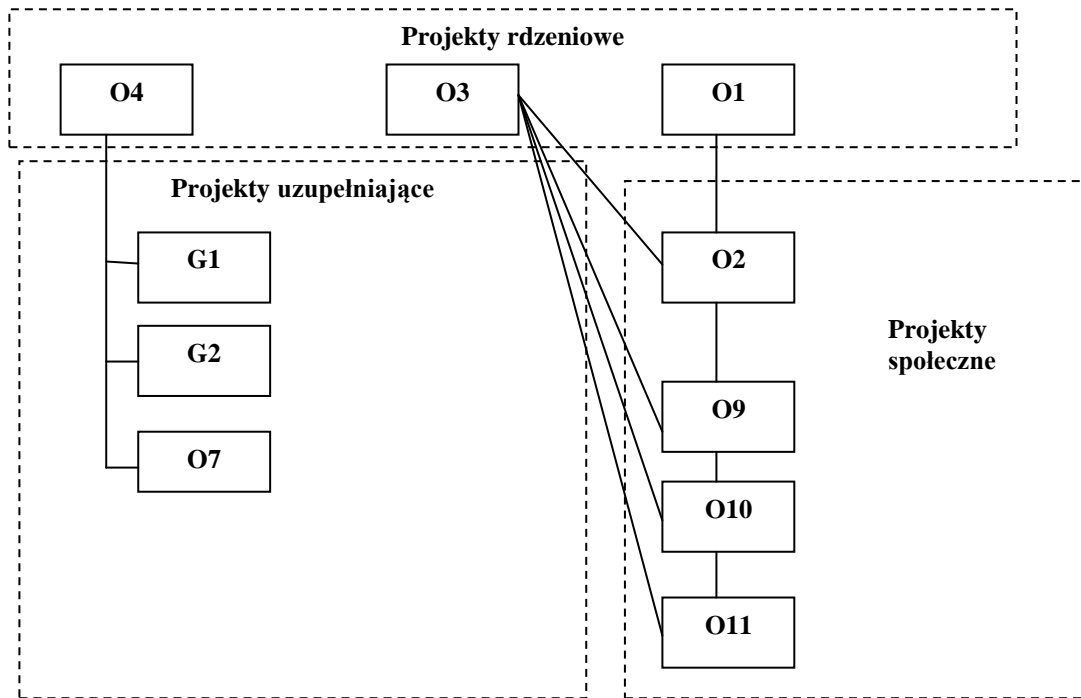 Projekty rdzeniowe
O4
O3
O1
Projekty uzupełniające
G1
G2
O7
O2
O9
O10
O11
Projekty
społeczne